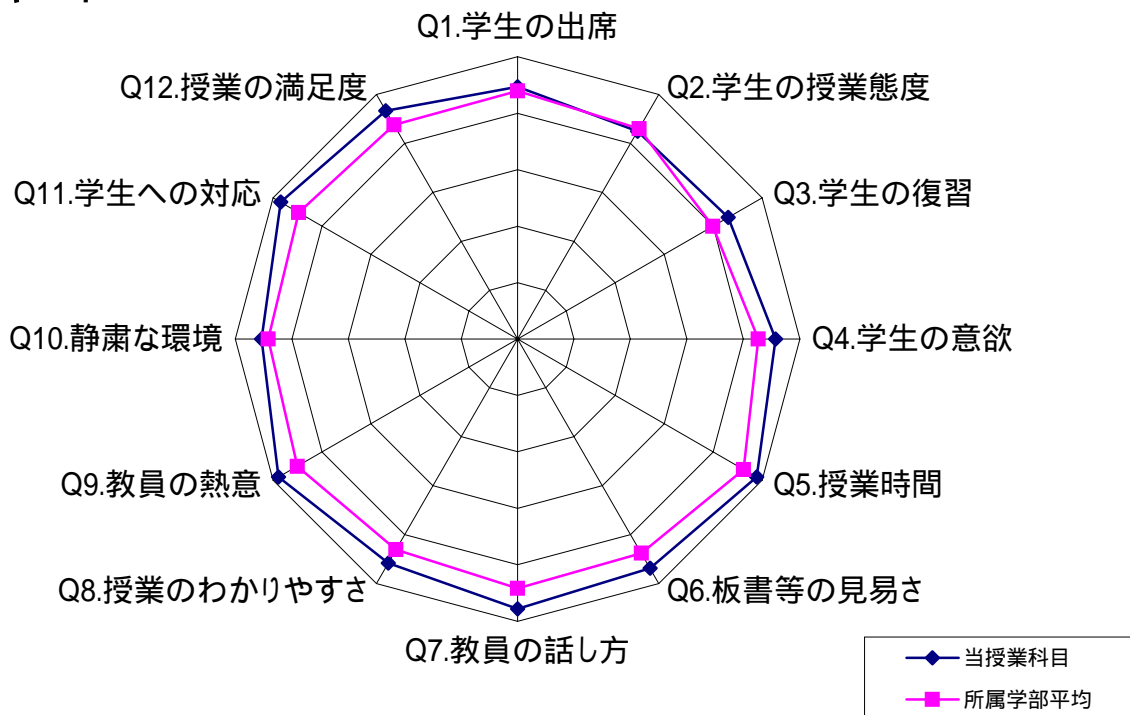 Q1.学生の出席
Q2.学生の授業態度
Q3.学生の復習
Q4.学生の意欲
Q5.授業時間
Q6.板書等の見易さ
Q7.教員の話し方
Q8.授業のわかりやすさ
Q9.教員の熱意
Q10.静粛な環境
Q11.学生への対応
Q12.授業の満足度
当授業科目
所属学部平均